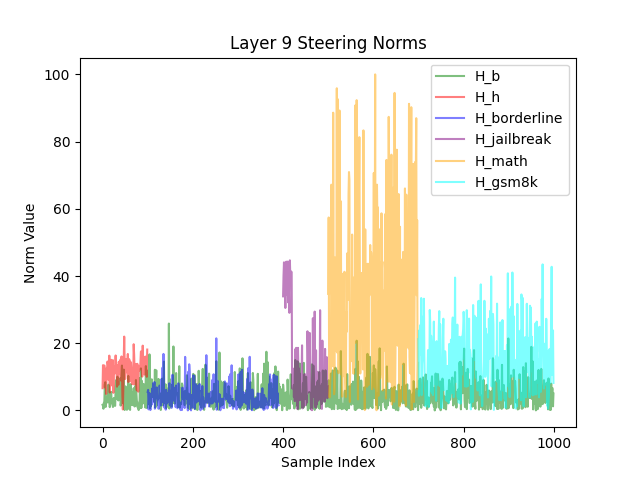 Layer 9 Steering Norms
Norm Value
100
80
60
40
20
0
H_b
H_h
H_borderline
H_jailbreak
H_math
H_gsm8k
0 200 400 600 800 1000
Sample Index